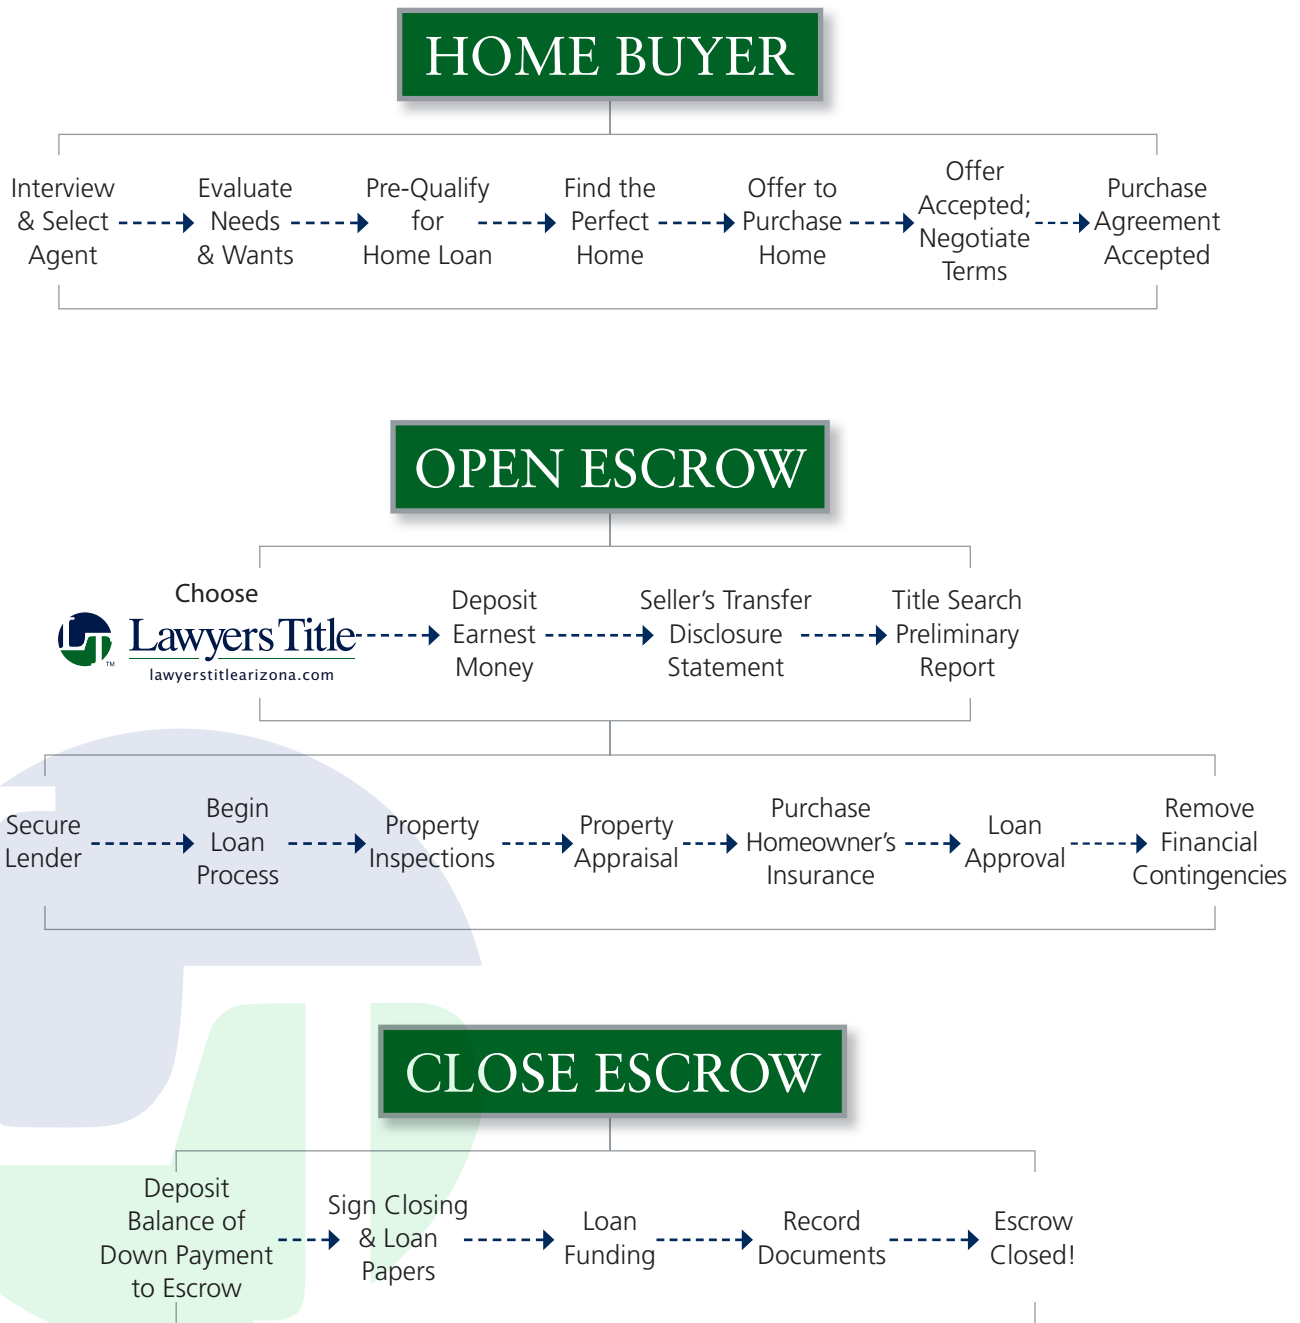 HOME BUYER
Interview
& Select
Agent
Evaluate
Needs
& Wants
Pre-Qualify
for
Home Loan
Find the
Perfect
Home
Offer to
Purchase
Home
Offer
Accepted;
Negotiate
Terms
Purchase
Agreement
Accepted
OPEN ESCROW
Choose
LT
TM
Lawyers Title
lawyerstitlearizona.com
Deposit
Earnest
Money
Seller's Transfer
Disclosure
Statement
Title Search
Preliminary
Report
Secure
Lender
Begin
Loan
Process
Property
Inspections
Property
Appraisal
Purchase
Homeowner's
Insurance
Loan
Approval
Remove
Financial
Contingencies
CLOSE ESCROW
Deposit
Balance of
Down Payment
to Escrow
Sign Closing
& Loan
Papers
Loan
Funding
Record
Documents
Escrow
Closed!